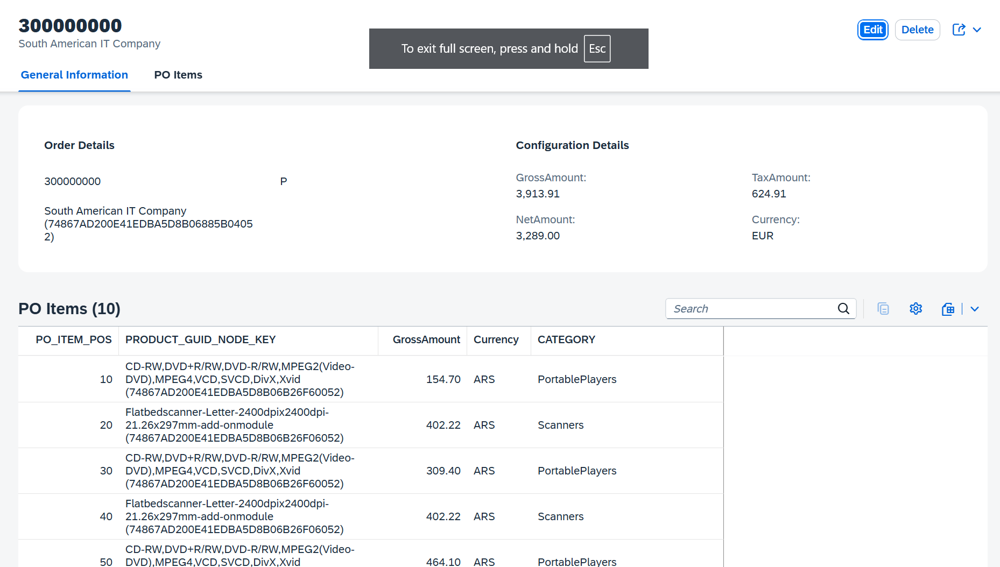 300000000
South American IT Company
To exit full screen, press and hold Esc
Edit
Delete
General Information
PO Items
Order Details
300000000
P
South American IT Company
(74867AD200E41EDBA5D8B06885B0405
2)
Configuration Details
GrossAmount:
3,913.91
TaxAmount:
624.91
NetAmount:
3,289.00
Currency:
EUR
PO Items (10)
Search
PO_ITEM_POS PRODUCT_GUID_NODE_KEY GrossAmount Currency CATEGORY
CD-RW,DVD+R/RW,DVD-R/RW,MPEG2(Video-
10 DVD),MPEG4,VCD,SVCD,DivX,Xvid 154.70 ARS PortablePlayers
(74867AD200E41EDBA5D8B06B26F60052)
Flatbedscanner-Letter-2400dpix2400dpi-
20 21.26x297mm-add-onmodule 402.22 ARS Scanners
(74867AD200E41EDBA5D8B06B26F06052)
CD-RW,DVD+R/RW,DVD-R/RW,MPEG2(Video-
30 DVD),MPEG4,VCD,SVCD,DivX,Xvid 309.40 ARS PortablePlayers
(74867AD200E41EDBA5D8B06B26F60052)
Flatbedscanner-Letter-2400dpix2400dpi-
40 21.26x297mm-add-onmodule 402.22 ARS Scanners
(74867AD200E41EDBA5D8B06B26F06052)
CD-RW,DVD+R/RW,DVD-R/RW,MPEG2(Video-
50 DVD),MPEG4,VCD,SVCD,DivX,Xvid 464.10 ARS PortablePlayers